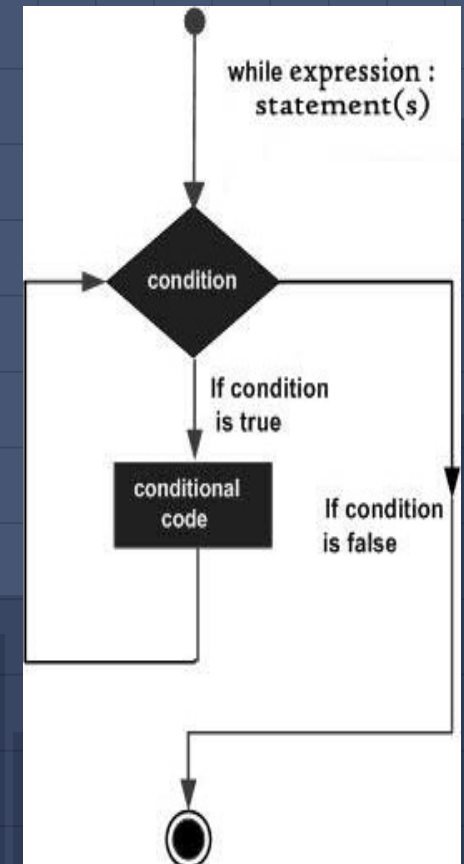 while expression :
statement(s)
condition
If condition
is true
conditional
code
If condition
is false